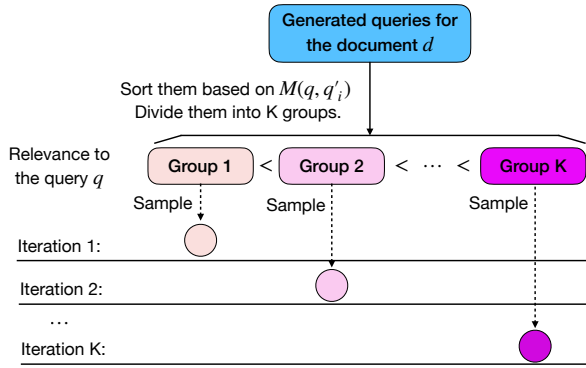 Generated queries for
the document d
Sort them based on M(q, q′ᵢ)
Divide them into K groups.
Relevance to
the query q
Group 1 < Group 2 < ⋯ < Group K
Sample Sample Sample
Iteration 1:
Iteration 2:
⋯
Iteration K: